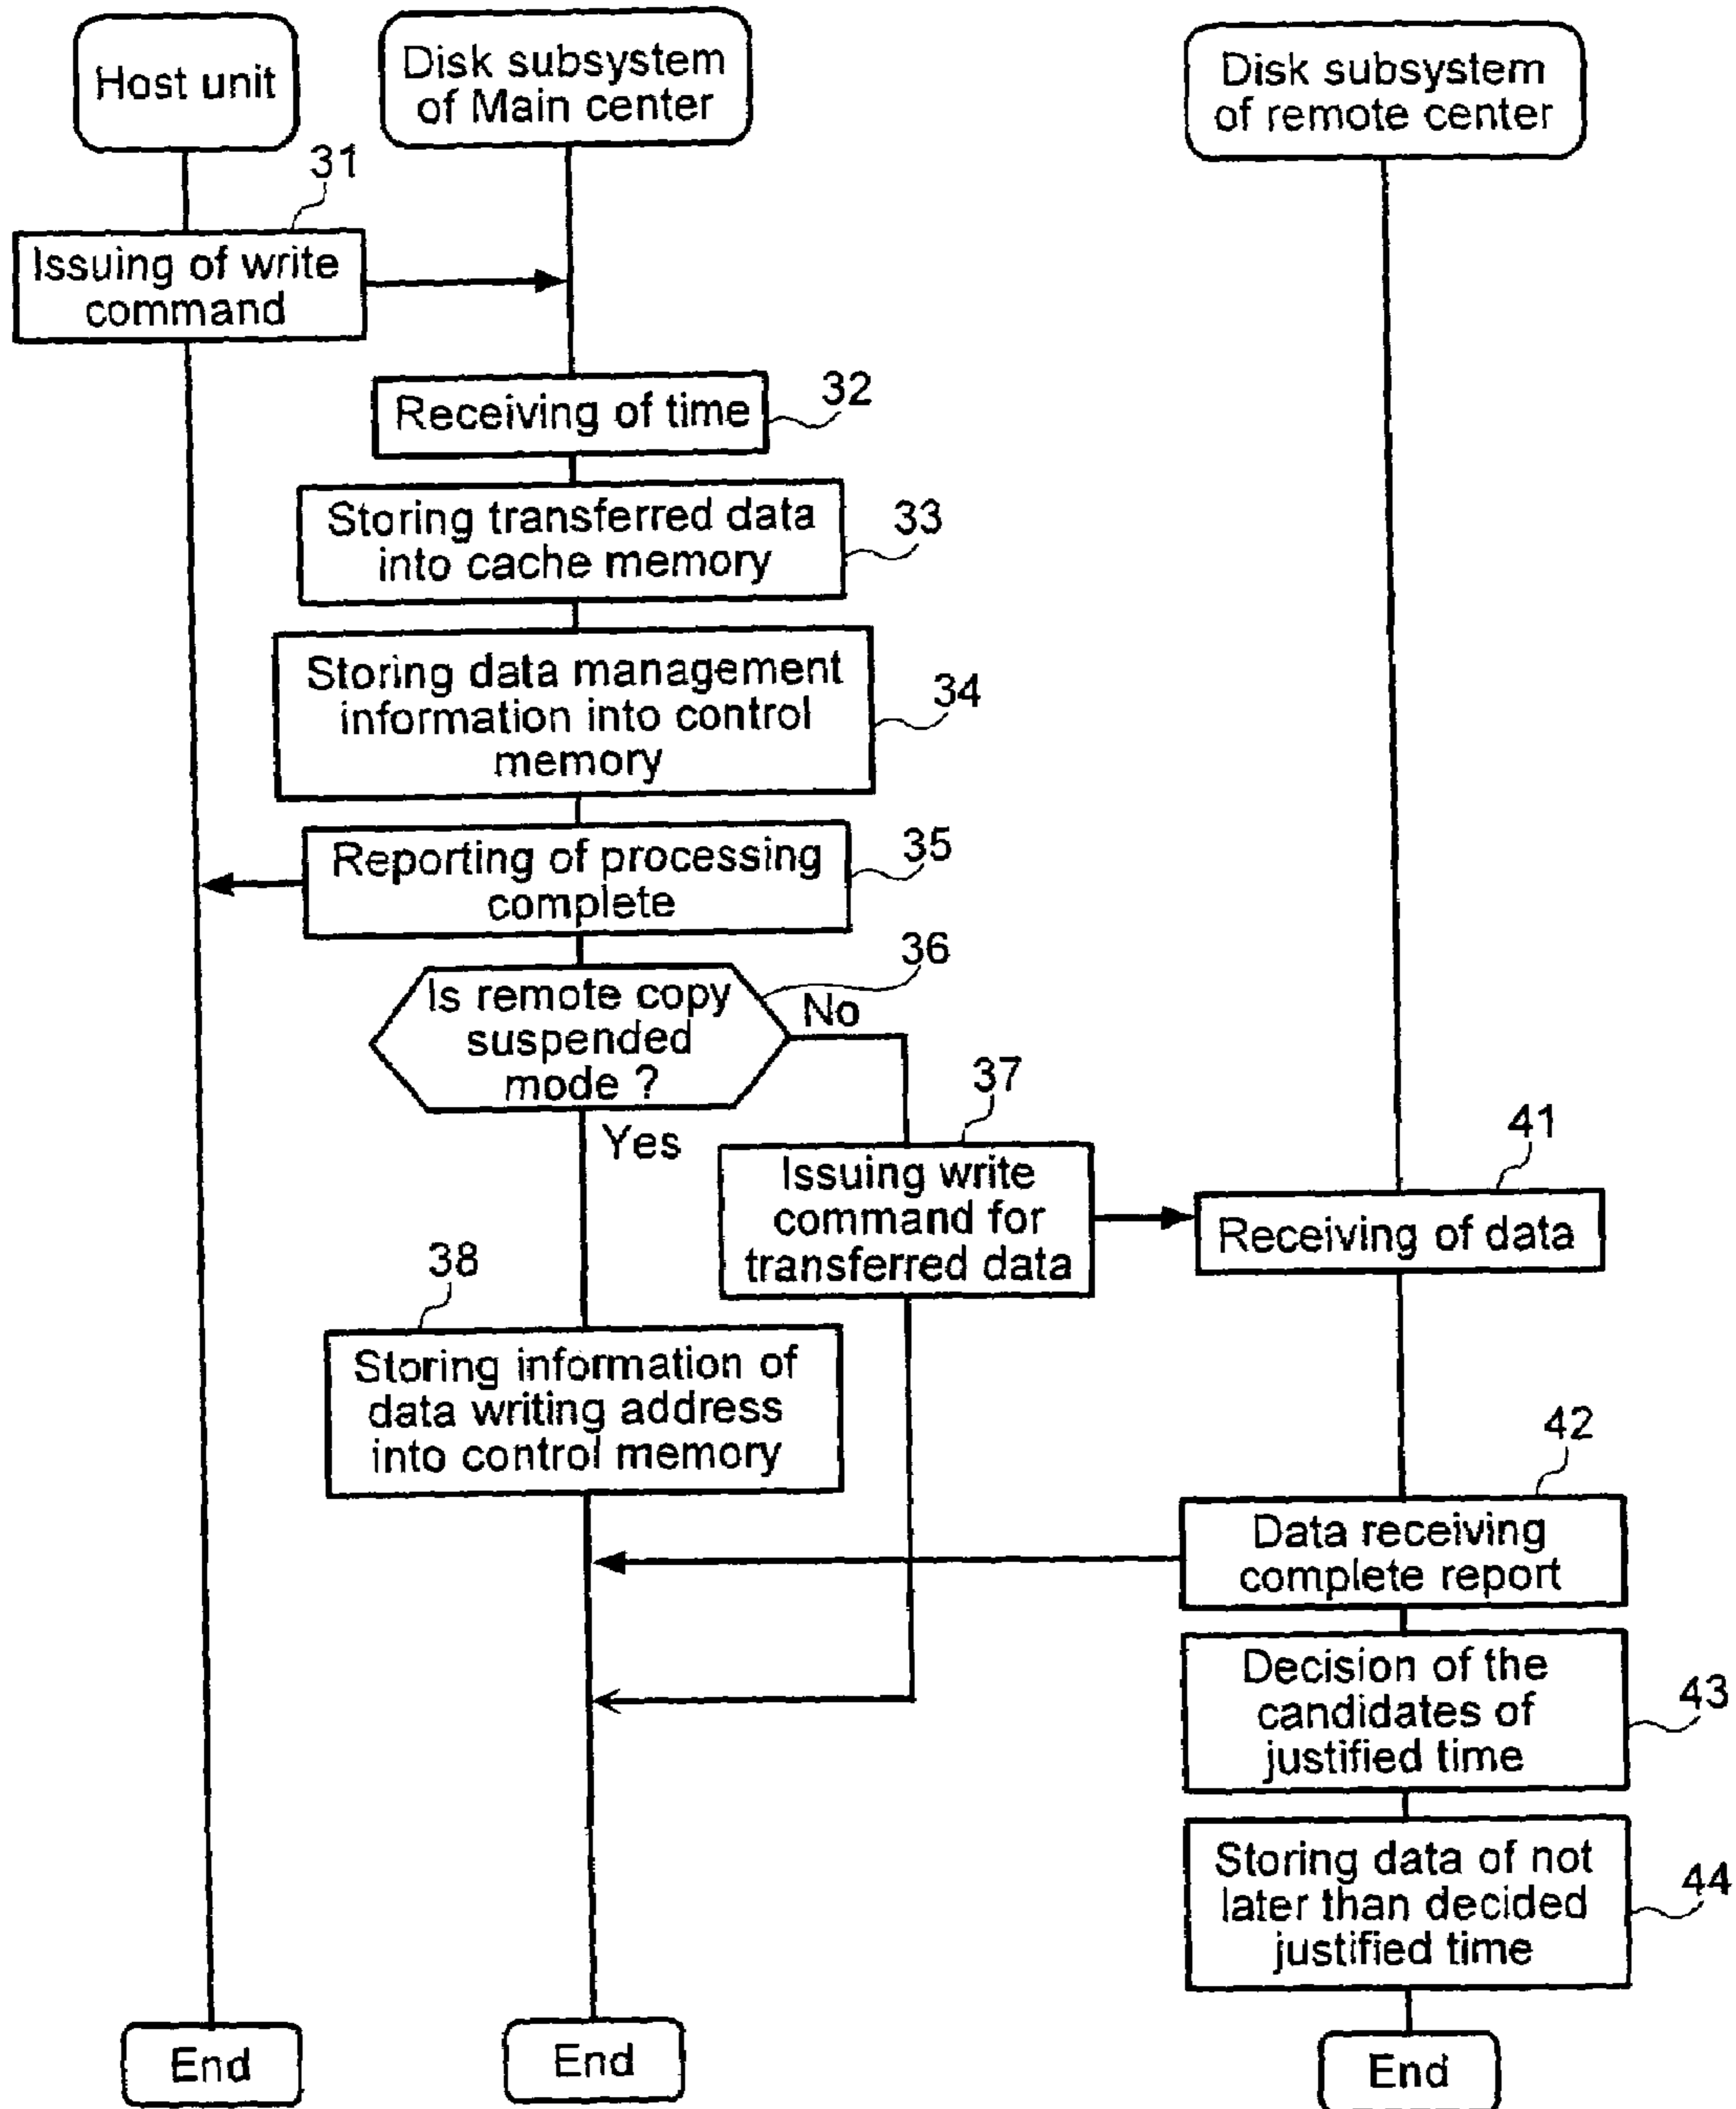 Host unit
Disk subsystem
of Main center
Disk subsystem
of remote center
31
Issuing of write
command
32
Receiving of time
33
Storing transferred data
into cache memory
34
Storing data management
information into control
memory
35
Reporting of processing
complete
36
Is remote copy
suspended
mode ?
No
Yes
37
Issuing write
command for
transferred data
41
Receiving of data
38
Storing information of
data writing address
into control memory
42
Data receiving
complete report
43
Decision of the
candidates of
justified time
44
Storing data of not
later than decided
justified time
End
End
End